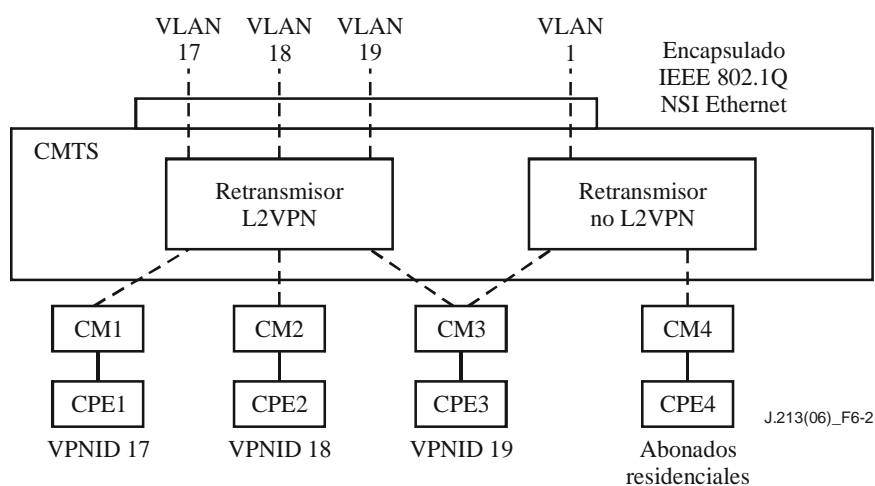 VLAN 17
VLAN 18
VLAN 19
VLAN 1
Encapsulado
IEEE 802.1Q
NSI Ethernet
CMTS
Retransmisor
L2VPN
Retransmisor
no L2VPN
CM1
CM2
CM3
CM4
CPE1
CPE2
CPE3
CPE4
J.213(06)_F6-2
VPNID 17
VPNID 18
VPNID 19
Abonados
residenciales